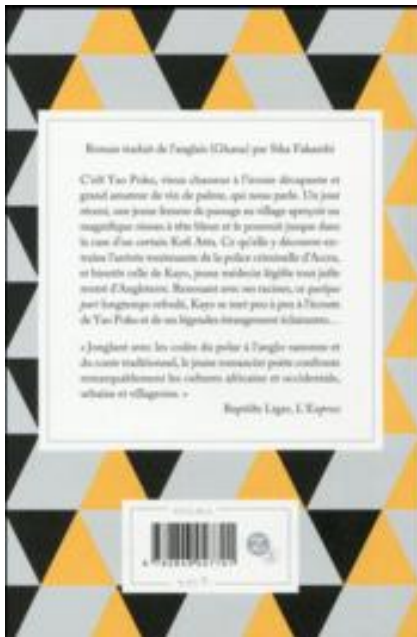 Roman traduit de l'anglais (Ghana) par Sika Fakambi
C'est Yao Poku, vieux chasseur à l'ironie décapante et
grand amateur de vin de palme, qui nous parle. Un jour
récent, une jeune femme de passage au village aperçoit un
magnifique oiseau à tête bleue et le poursuit jusque dans
la case d'un certain Kofi Atta. Ce qu'elle y découvre en-
traîne l'arrivée tonitruante de la police criminelle d'Accra,
et bientôt celle de Kayo, jeune médecin légiste tout juste
rentré d'Angleterre. Renouant avec ses racines, ce quelque
part longtemps refoulé, Kayo se met peu à peu à l'écoute
de Yao Poku et de ses légendes étrangement éclairantes...
« Jonglant avec les codes du polar à l'anglo-saxonne et
du conte traditionnel, le jeune romancier poète confronte
remarquablement les cultures africaine et occidentale,
urbaine et villageoise. »
Baptiste Liger, L'Express